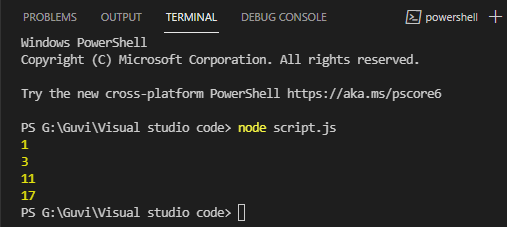 PROBLEMS OUTPUT TERMINAL DEBUG CONSOLE powershell
Windows PowerShell
Copyright (C) Microsoft Corporation. All rights reserved.
Try the new cross-platform PowerShell https://aka.ms/pscore6
PS G:\Guvi\Visual studio code> node script.js
1
3
11
17
PS G:\Guvi\Visual studio code>